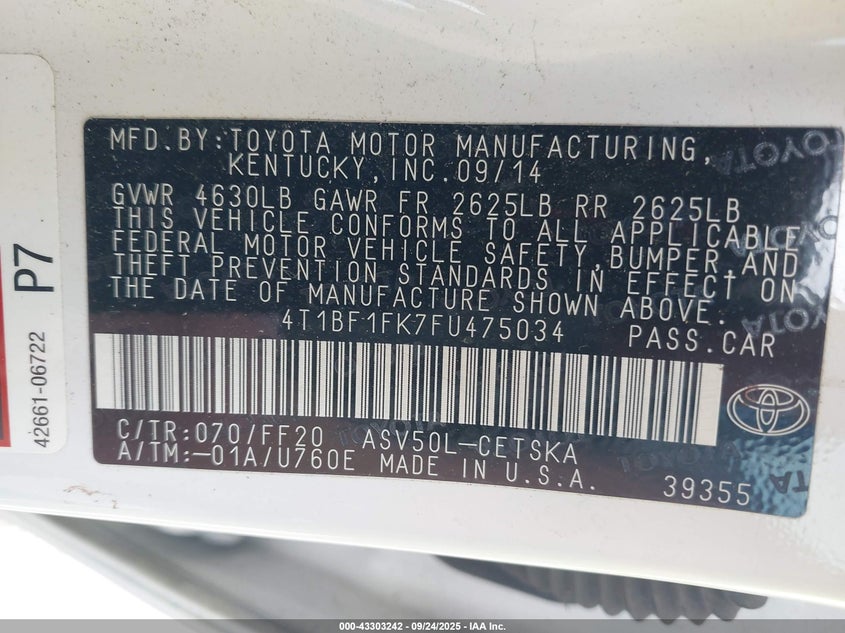 MFD.BY:TOYOTA MOTOR MANUFACTURING,
KENTUCKY,INC.09/14
GVWR 4630LB GAWR FR 2625LB RR 2625LB
THIS VEHICLE CONFORMS TO ALL APPLICABLE
FEDERAL MOTOR VEHICLE SAFETY,BUMPER,AND
THEFT PREVENTION STANDARDS IN EFFECT ON
THE DATE OF MANUFACTURE SHOWN ABOVE.
4T1BF1FK7FU475034 PASS.CAR
C/TR:070/FF20 ASV50L-CETSKA
A/TM:-01A/U760E MADE IN U.S.A. 39355
P7
42661-06722
000-43303242 - 09/24/2025 - IAA Inc.